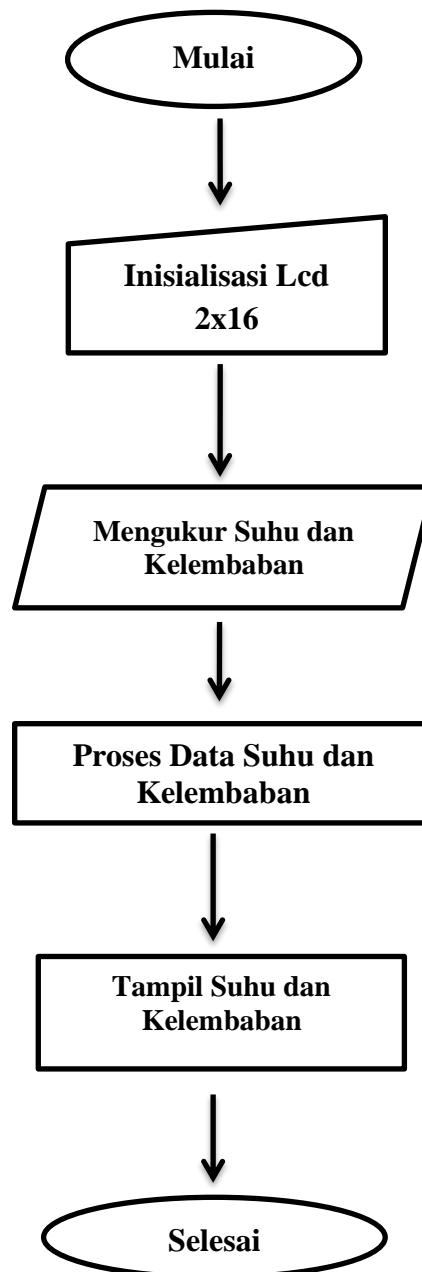 Mulai
Inisialisasi Lcd
2x16
Mengukur Suhu dan
Kelembaban
Proses Data Suhu dan
Kelembaban
Tampil Suhu dan
Kelembaban
Selesai